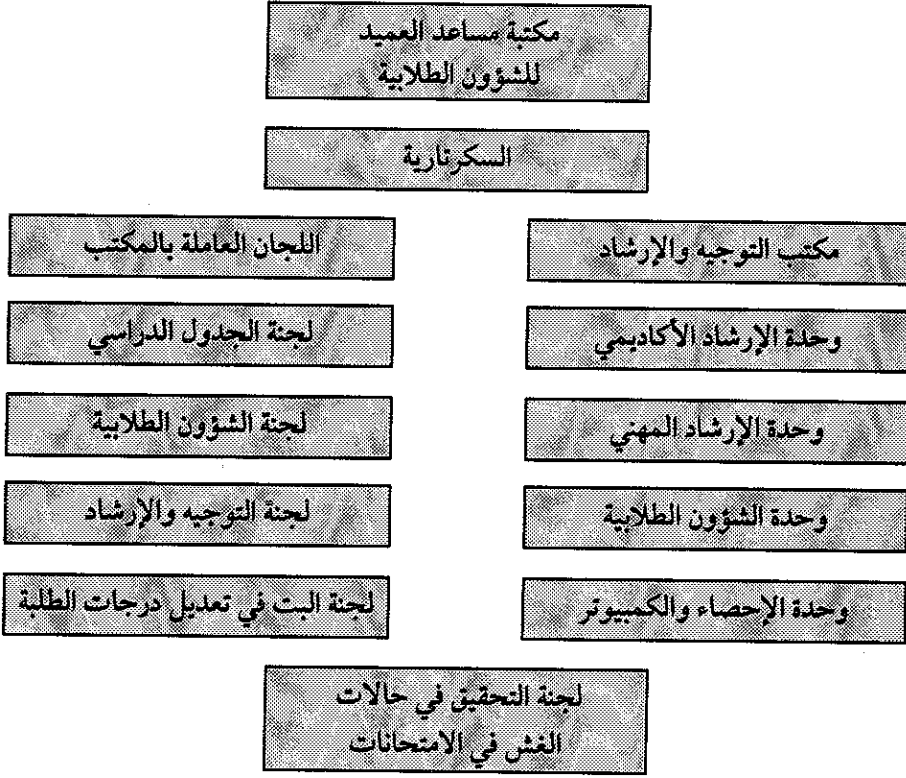 مكتبة مساعد العميد
للشؤون الطلابية
السكرتارية
مكتب التوجيه والإرشاد
اللجان العاملة بالمكتب
وحدة الإرشاد الأكاديمي
لجنة الجدول الدراسي
وحدة الإرشاد المهني
لجنة الشؤون الطلابية
وحدة الشؤون الطلابية
لجنة التوجيه والإرشاد
وحدة الإحصاء والكمبيوتر
لجنة البت في تعديل درجات الطلبة
لجنة التحقيق في حالات
الغش في الامتحانات